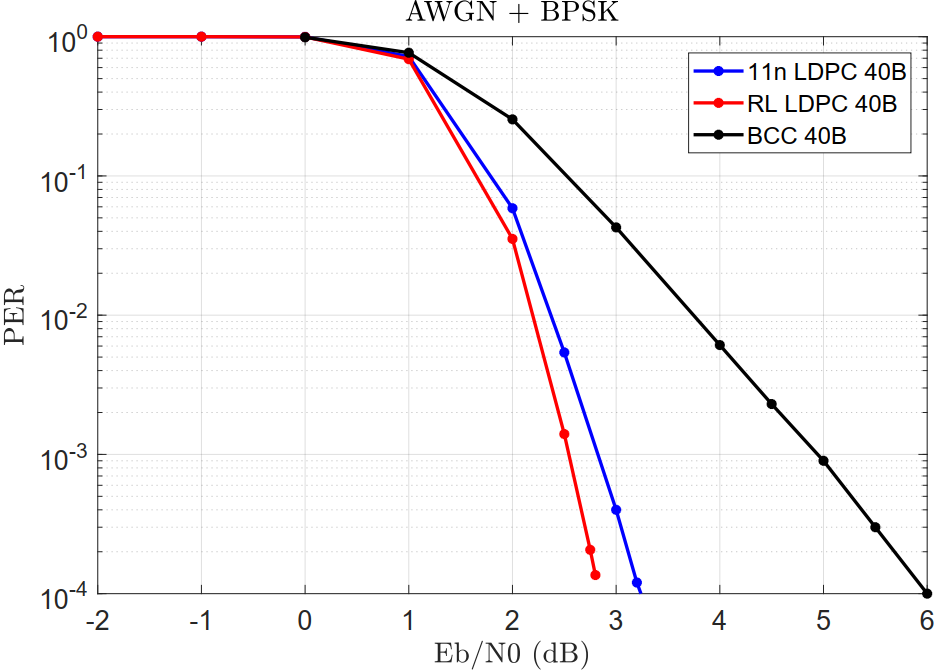 AWGN + BPSK
10^0
11n LDPC 40B
RL LDPC 40B
BCC 40B
10^-1
10^-2
PER
10^-3
10^-4
-2 -1 0 1 2 3 4 5 6
Eb/N0 (dB)